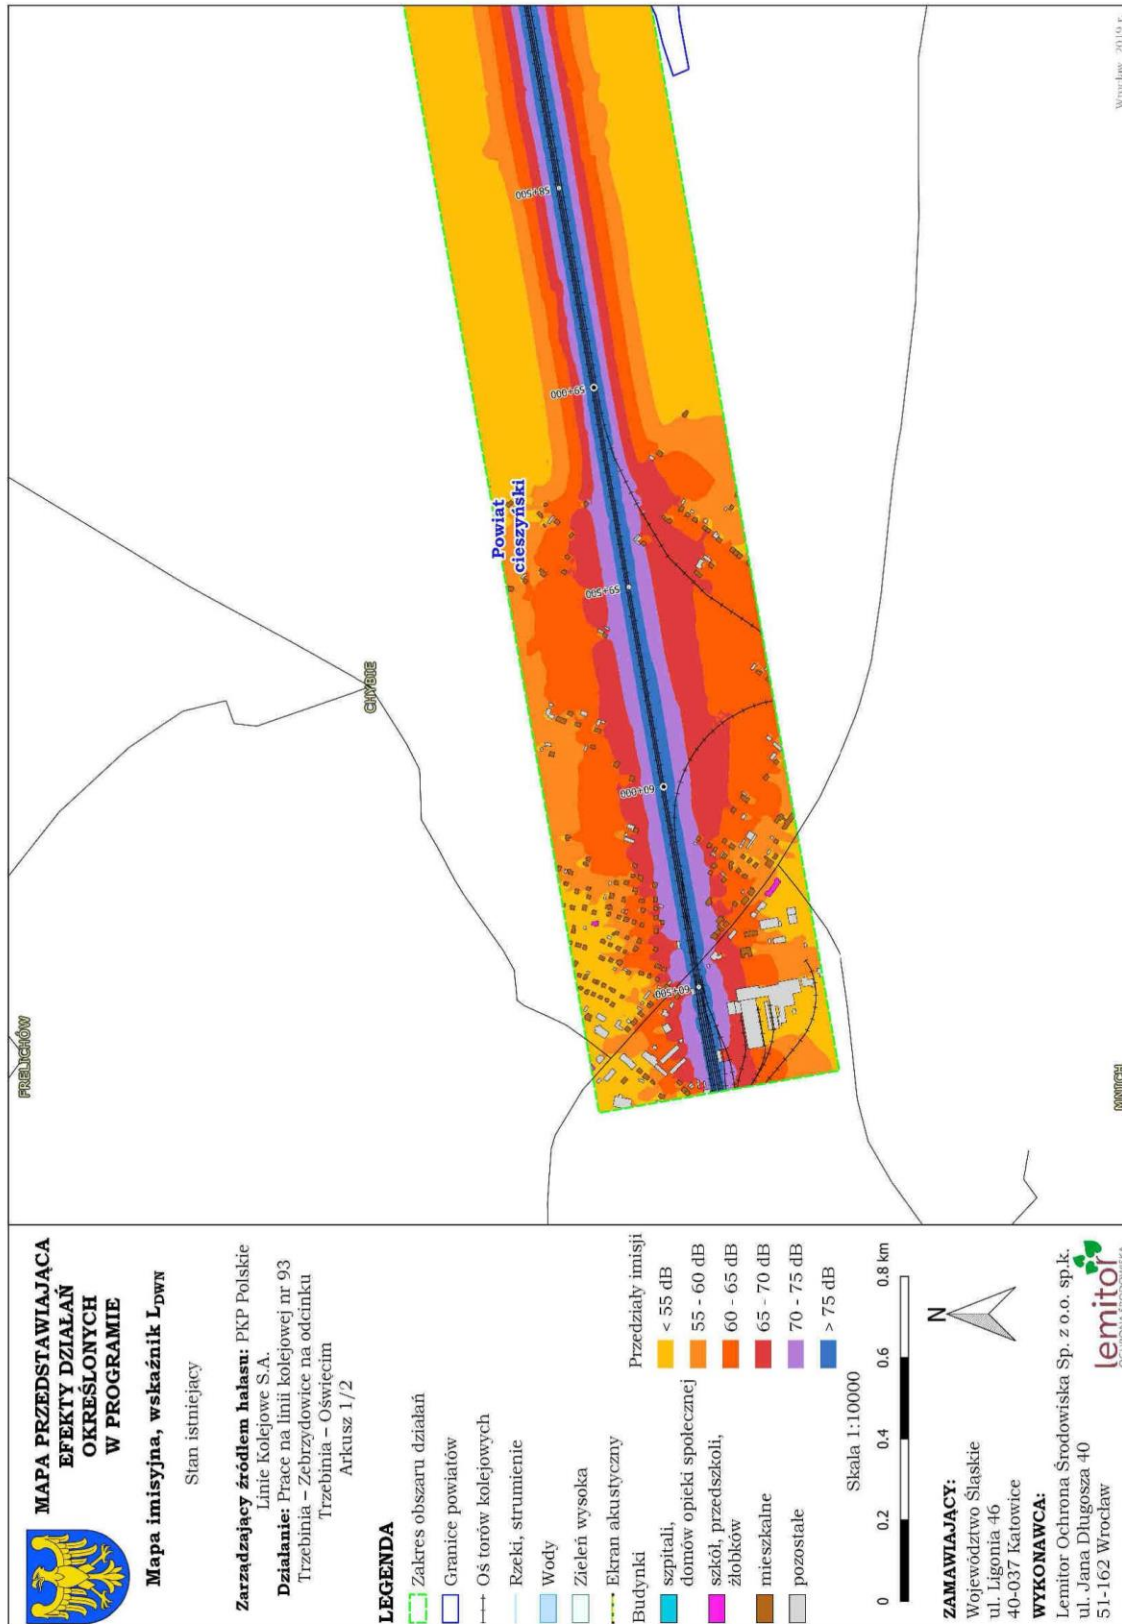 MAPA PRZEDSTAWIAJĄCA
EFEKTY DZIAŁAŃ
OKREŚLONYCH
W PROGRAMIE
Mapa imisyjna, wskaźnik LDWN
Stan istniejacy
Zarządzający źródłem hałasu: PKP Polskie
Linie Kolejowe S.A.
Działanie: Prace na linii kolejowej nr 93
Trzebinia – Zebrzydowice na odcinku
Trzebinia – Oświęcim
Arkusz 1/2
LEGENDA
Zakres obszaru działań
Granice powiatów
Oś torów kolejowych
Rzeki, strumienie
Wody
Zieleń wysoka
Ekran akustyczny
Budynki
szpitali,
domów opieki społecznej
szkół, przedszkoli,
żłobków
mieszkalne
pozostałe
Przedziały imisji
< 55 dB
55 - 60 dB
60 - 65 dB
65 - 70 dB
70 - 75 dB
> 75 dB
Skala 1:10000
0 0.2 0.4 0.6 0.8 km
N
ZAMAWIAJĄCY:
Województwo Śląskie
ul. Ligonia 46
40-037 Katowice
WYKONAWCA:
Lemitor Ochrona Środowiska Sp. z o.o. sp.k.
ul. Jana Długosza 40
51-162 Wrocław
lemitor
OCHRONA ŚRODOWISKA
FRELICHÓW
CHYBIE
Powiat
cieszyński
58+500
59+000
59+500
60+000
60+500
MNICH
Wrocław, 2019 r.